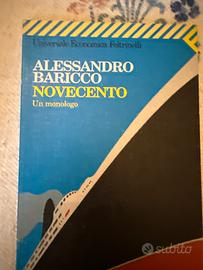 Universale Economica Feltrinelli
ALESSANDRO
BARICCO
NOVECENTO
Un monologo
subito